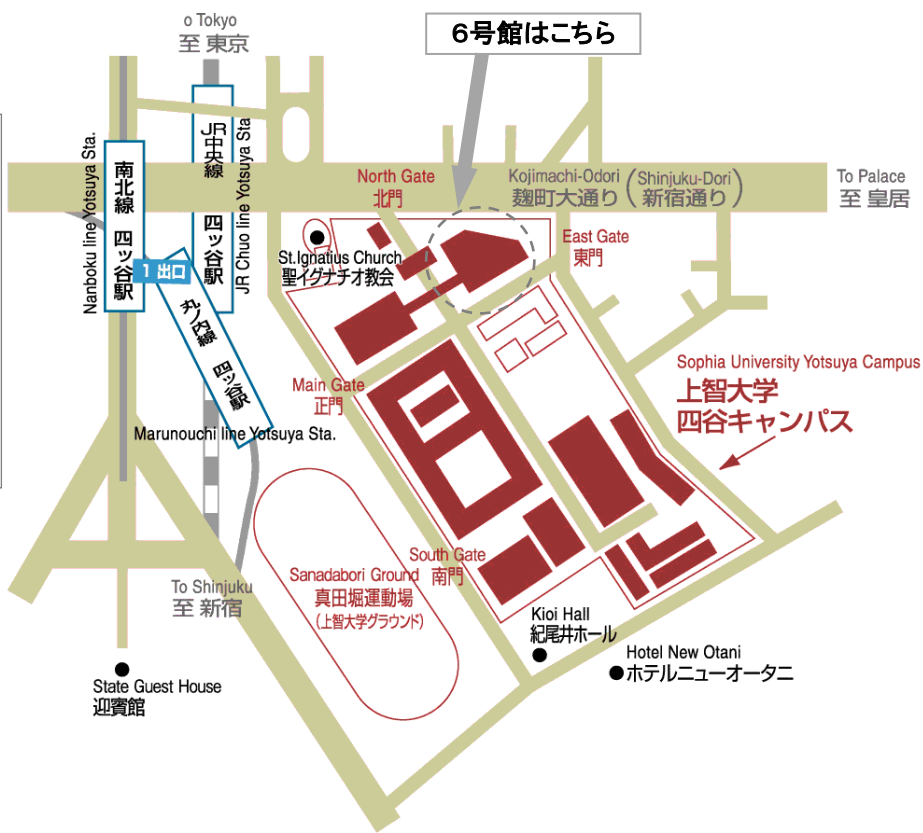 o Tokyo
至 東京
６号館はこちら
Nanboku line Yotsuya Sta.
南北線 四ッ谷駅
JR中央線 四ッ谷駅
JR Chuo line Yotsuya Sta
1 出口
丸ノ内線 四ッ谷駅
Marunouchi line Yotsuya Sta.
North Gate
北門
Kojimachi-Odori
麹町大通り
(Shinjuku-Dori
新宿通り)
To Palace
至 皇居
St.Ignatius Church
聖イグナチオ教会
East Gate
東門
Main Gate
正門
Sophia University Yotsuya Campus
上智大学
四谷キャンパス
South Gate
南門
Sanadabori Ground
真田堀運動場
（上智大学グラウンド）
To Shinjuku
至 新宿
Kioi Hall
紀尾井ホール
Hotel New Otani
ホテルニューオータニ
State Guest House
迎賓館